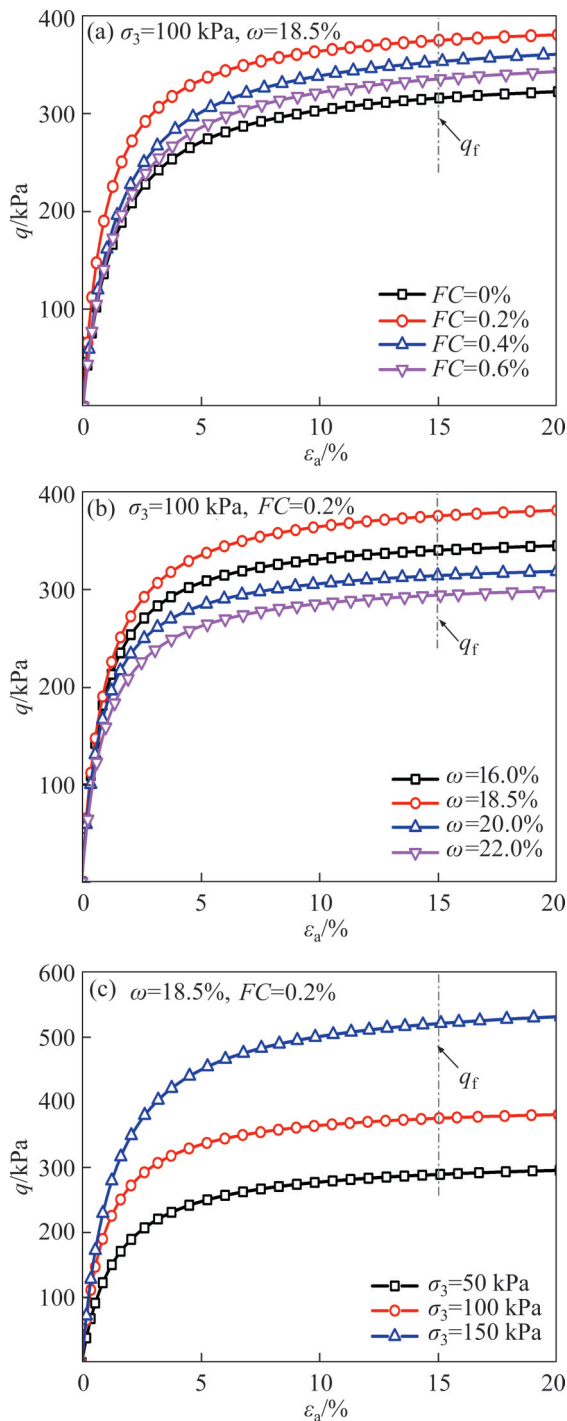 (a) σ₃=100 kPa, ω=18.5%
400
300
200
100
q/kPa
q_f
FC=0%
FC=0.2%
FC=0.4%
FC=0.6%
0 5 10 15 20
εₐ/%
(b) σ₃=100 kPa, FC=0.2%
400
300
200
100
q/kPa
q_f
ω=16.0%
ω=18.5%
ω=20.0%
ω=22.0%
0 5 10 15 20
εₐ/%
(c) ω=18.5%, FC=0.2%
600
500
400
300
200
100
q/kPa
q_f
σ₃=50 kPa
σ₃=100 kPa
σ₃=150 kPa
0 5 10 15 20
εₐ/%